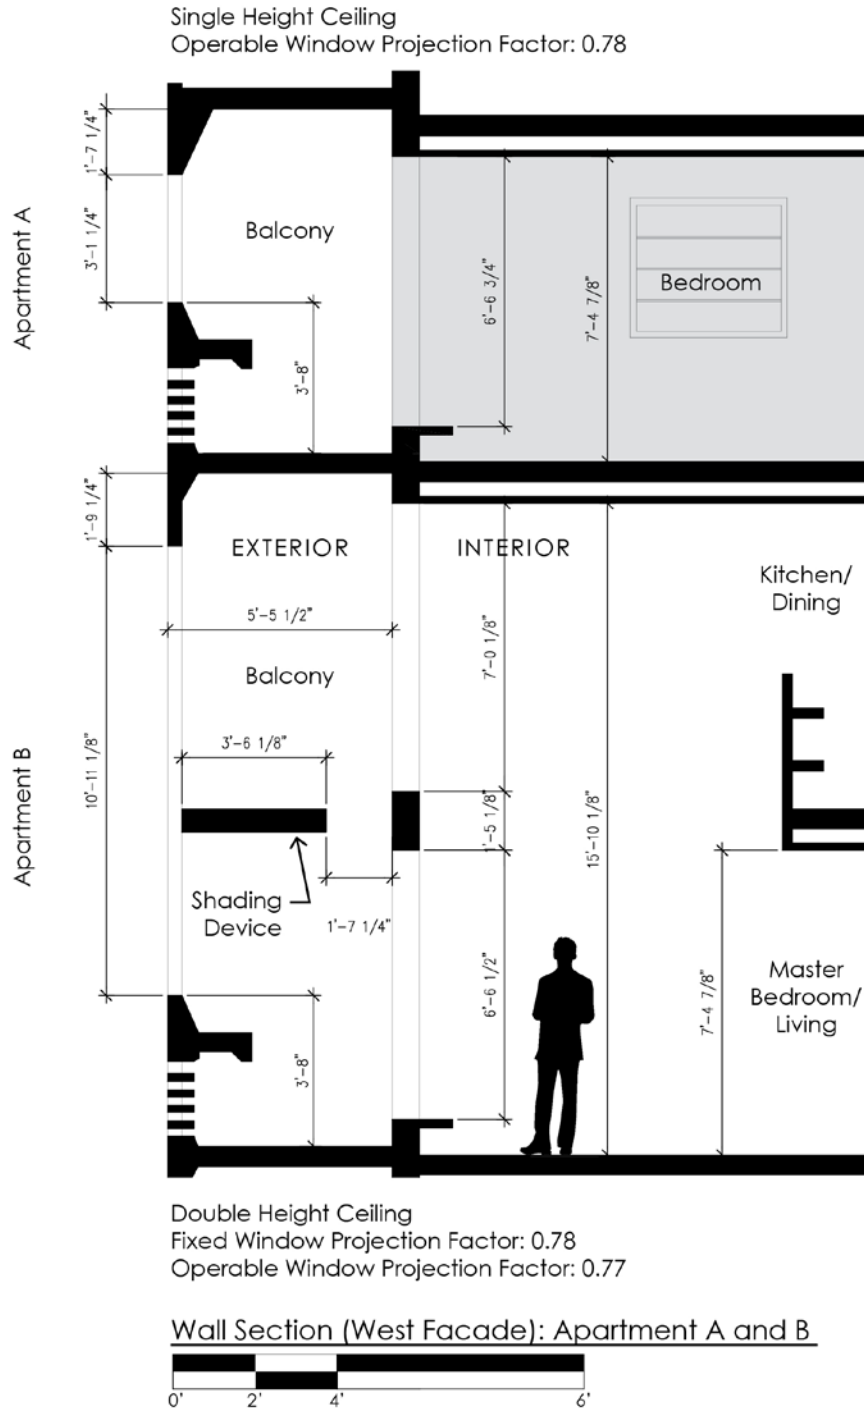 Single Height Ceiling
Operable Window Projection Factor: 0.78
Apartment A
1'-7 1/4"
3'-1 1/4"
Balcony
3'-8"
6'-6 3/4"
7'-4 7/8"
Bedroom
Apartment B
1'-9 1/4"
EXTERIOR
INTERIOR
Kitchen/
Dining
5'-5 1/2"
7'-0 1/8"
Balcony
3'-6 1/8"
10'-11 1/8"
1'-5 1/8"
15'-10 1/8"
Shading
Device
1'-7 1/4"
6'-6 1/2"
7'-4 7/8"
Master
Bedroom/
Living
3'-8"
Double Height Ceiling
Fixed Window Projection Factor: 0.78
Operable Window Projection Factor: 0.77
Wall Section (West Facade): Apartment A and B
0' 2' 4' 6'